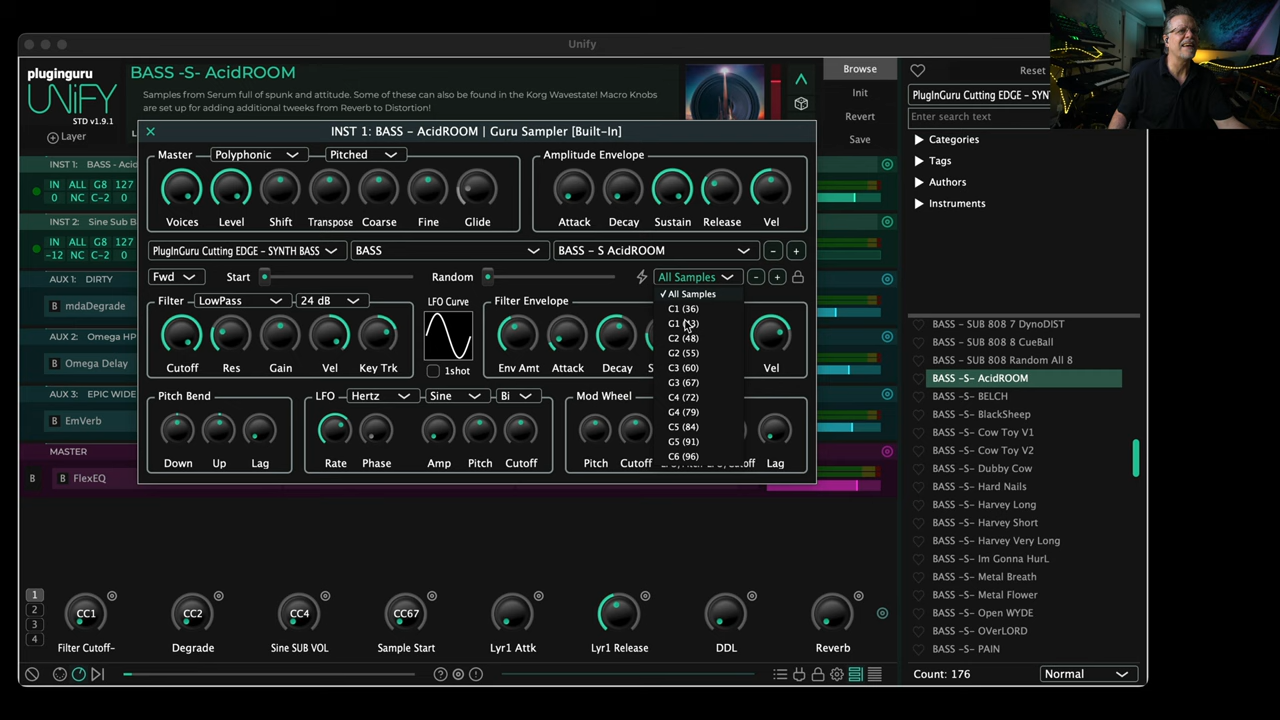 Unify
pluginguru
UNiFY
STD v1.9.1
BASS -S- AcidROOM
Samples from Serum full of spunk and attitude. Some of these can also be found in the Korg Wavestate! Macro Knobs
are set up for adding additional tweaks from Reverb to Distortion!
Browse
Init
Revert
Save
Reset
PlugInGuru Cutting EDGE - SYNT
Enter search text
Categories
Tags
Authors
Instruments
Layer
INST 1: BASS - AcidROOM | Guru Sampler [Built-In]
INST 1: BASS - Acid
IN ALL G8 127
0 NC C-2 0
INST 2: Sine Sub B
IN ALL G8 127
-12 NC C-2 0
AUX 1: DIRTY
B mdaDegrade
AUX 2: Omega HP
B Omega Delay
AUX 3: EPIC WIDE
B EmVerb
MASTER
B FlexEQ
Master Polyphonic Pitched
Voices Level Shift Transpose Coarse Fine Glide
Amplitude Envelope
Attack Decay Sustain Release Vel
PlugInGuru Cutting EDGE - SYNTH BASS BASS BASS - S AcidROOM - +
Fwd Start Random All Samples - +
✓ All Samples
C1 (36)
G1
C2 (48)
G2 (55)
C3 (60)
G3 (67)
C4 (72)
G4 (79)
C5 (84)
G5 (91)
C6 (96)
Filter LowPass 24 dB
Cutoff Res Gain Vel Key Trk
LFO Curve
1shot
Filter Envelope
Env Amt Attack Decay Vel
Pitch Bend
Down Up Lag
LFO Hertz Sine Bi
Rate Phase Amp Pitch Cutoff
Mod Wheel
Pitch Cutoff Lag
BASS - SUB 808 7 DynoDIST
BASS - SUB 808 8 CueBall
BASS - SUB 808 Random All 8
BASS -S- AcidROOM
BASS -S- BELCH
BASS -S- BlackSheep
BASS -S- Cow Toy V1
BASS -S- Cow Toy V2
BASS -S- Dubby Cow
BASS -S- Hard Nails
BASS -S- Harvey Long
BASS -S- Harvey Short
BASS -S- Harvey Very Long
BASS -S- Im Gonna HurL
BASS -S- Metal Breath
BASS -S- Metal Flower
BASS -S- Open WYDE
BASS -S- OVerLORD
BASS -S- PAIN
1
2
3
4
CC1 CC2 CC4 CC67
Filter Cutoff- Degrade Sine SUB VOL Sample Start Lyr1 Attk Lyr1 Release DDL Reverb
Count: 176
Normal